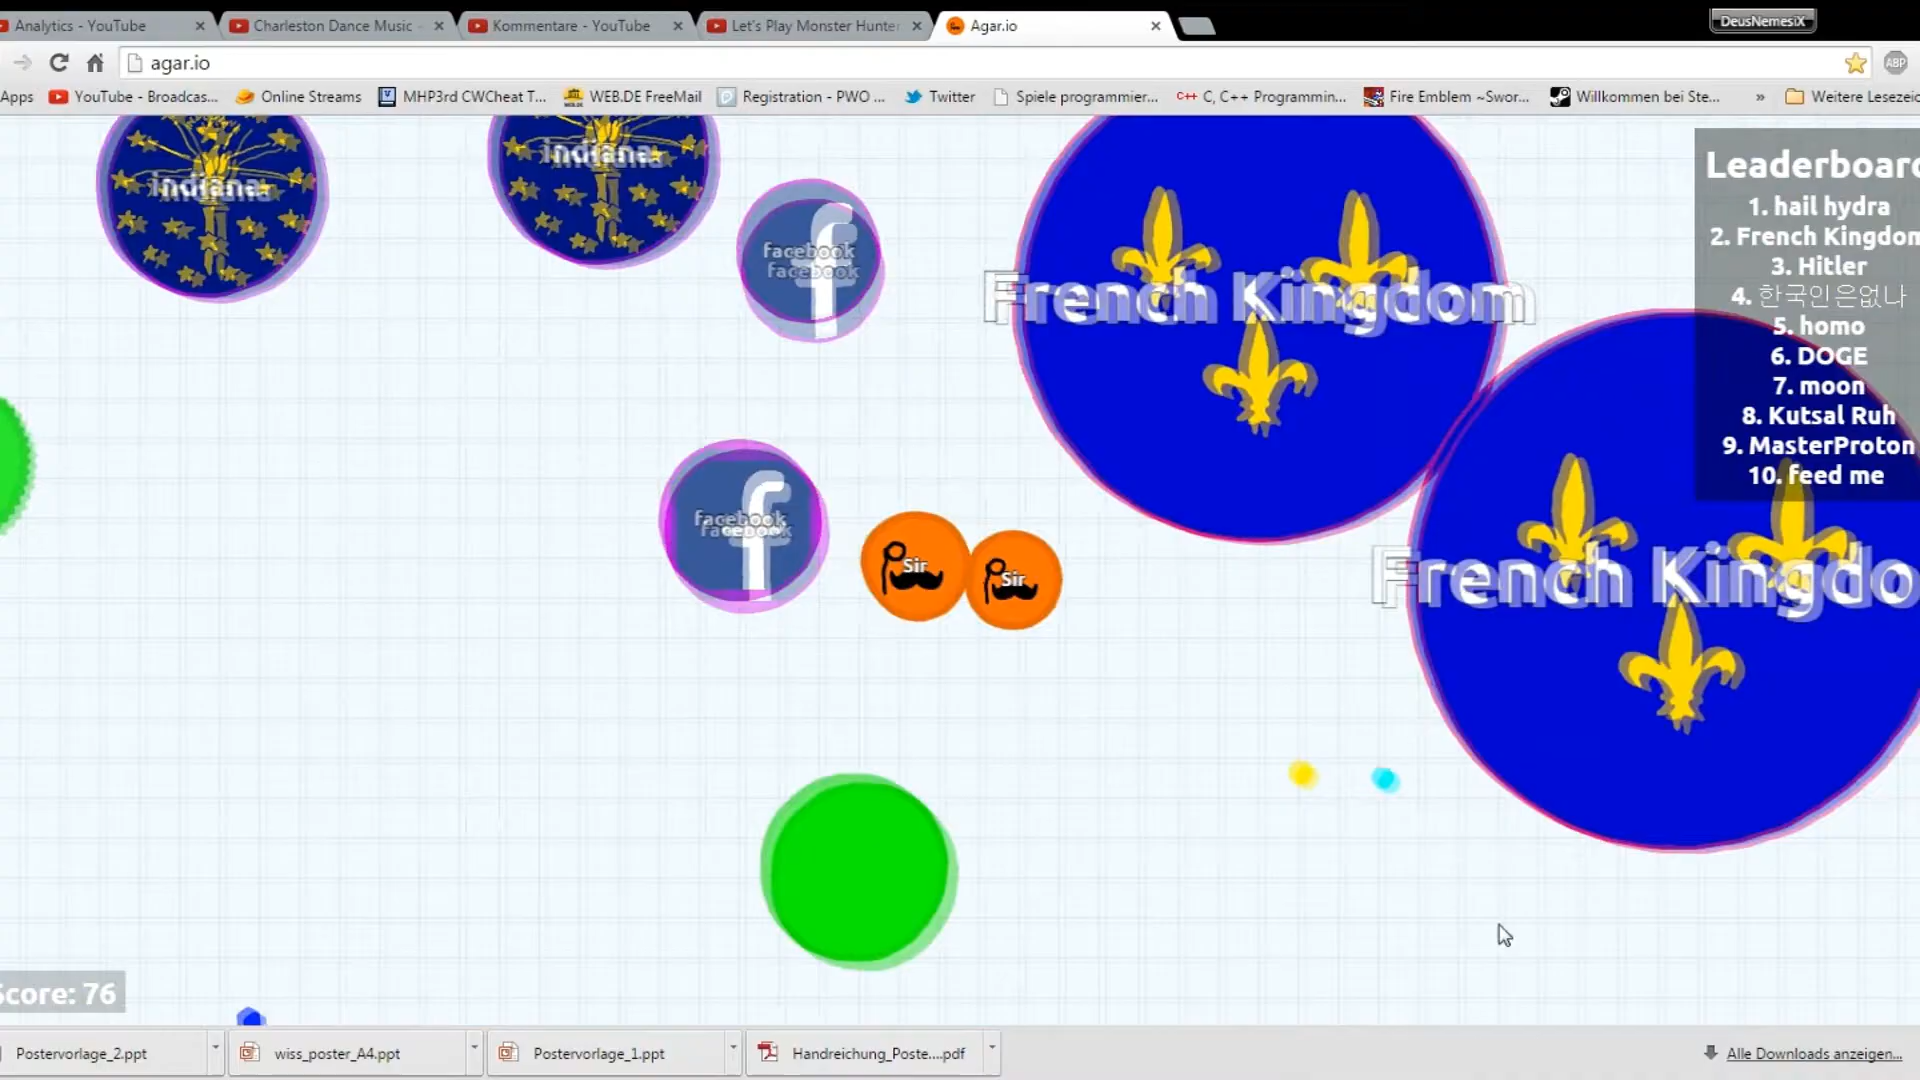 Analytics - YouTube
Charleston Dance Music -
Kommentare - YouTube
Let's Play Monster Hunter
Agar.io
DeusNemesiX
agar.io
ABP
Apps
YouTube - Broadcas...
Online Streams
MHP3rd CWCheat T...
WEB.DE FreeMail
Registration - PWO ...
Twitter
Spiele programmier...
C++ C, C++ Programmin...
Fire Emblem ~Swor...
Willkommen bei Ste...
»
Weitere Lesezeic
indiana
indiana
facebook
facebook
French Kingdom
Leaderboard
1. hail hydra
2. French Kingdom
3. Hitler
4. 한국인은없나
5. homo
6. DOGE
7. moon
8. Kutsal Ruh
9. MasterProton
10. feed me
facebook
facebook
Sir
Sir
French Kingdo
Score: 76
Postervorlage_2.ppt
wiss_poster_A4.ppt
Postervorlage_1.ppt
Handreichung_Poste....pdf
Alle Downloads anzeigen...